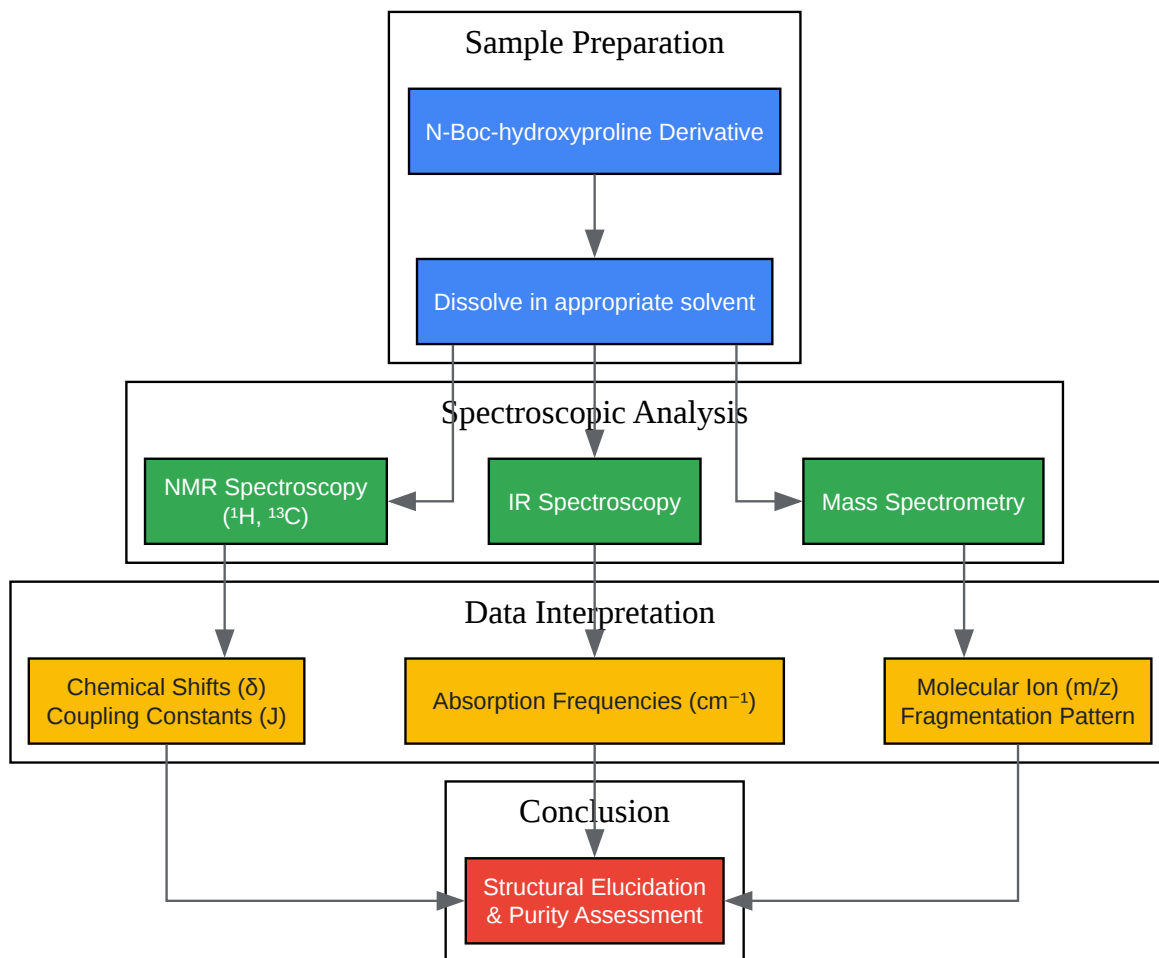 Sample Preparation
N-Boc-hydroxyproline Derivative
Dissolve in appropriate solvent
Spectroscopic Analysis
NMR Spectroscopy
(¹H, ¹³C)
IR Spectroscopy
Mass Spectrometry
Data Interpretation
Chemical Shifts (δ)
Coupling Constants (J)
Absorption Frequencies (cm⁻¹)
Molecular Ion (m/z)
Fragmentation Pattern
Conclusion
Structural Elucidation
& Purity Assessment